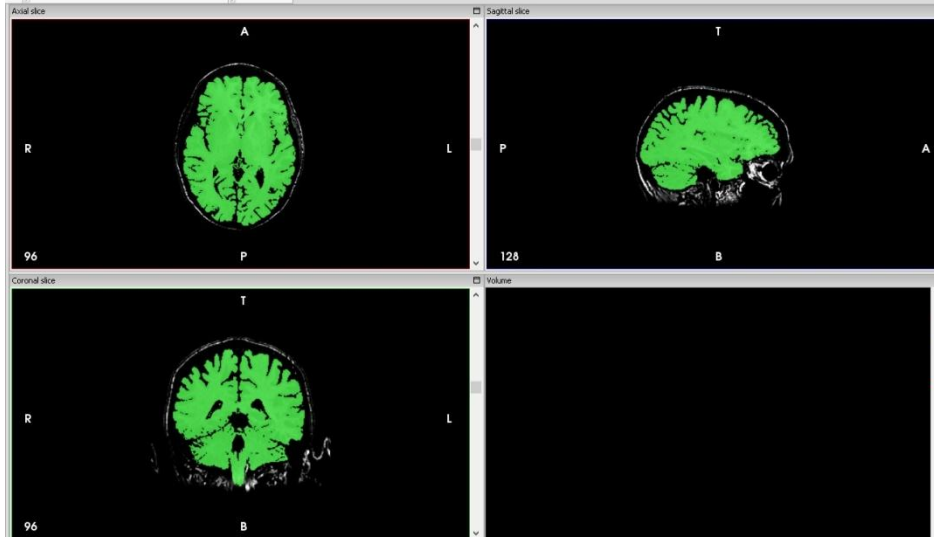 Axial slice
A
R
L
96
P
Sagittal slice
T
P
A
128
B
Coronal slice
T
R
L
96
B
Volume